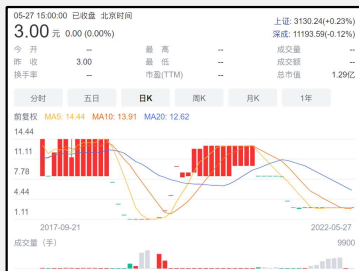 05-27 15:00:00 已收盘 北京时间
3.00 元 0.00 (0.00%)
上证: 3130.24(+0.23%)
深成: 11193.59(-0.12%)
今 开 -- 最 高 -- 成交量 --
昨 收 3.00 最 低 -- 成交额 --
换手率 -- 市盈(TTM) -- 总市值 1.29亿
分时 五日 日K 周K 月K 1年
前复权 MA5: 14.44 MA10: 13.91 MA20: 12.62
14.44
11.11
7.78
4.44
1.11
2017-09-21 2022-05-27
成交量 (手) 9900